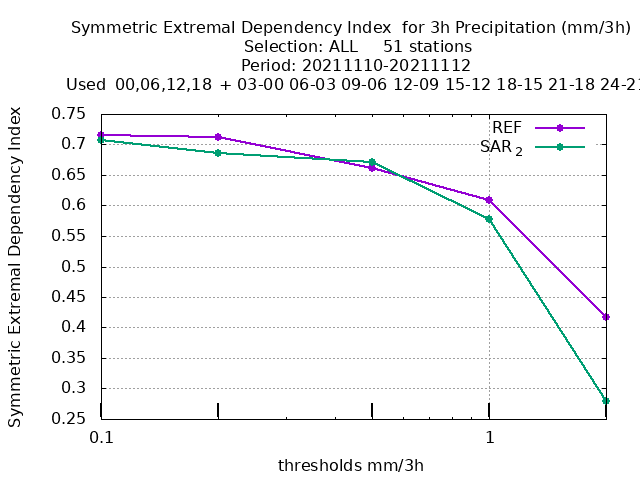 Symmetric Extremal Dependency Index  for 3h Precipitation (mm/3h)
Selection: ALL     51 stations
Period: 20211110-20211112
Used  00,06,12,18  + 03-00 06-03 09-06 12-09  15-12  18-15  21-18  24-21
Symmetric Extremal Dependency Index
0.75
0.7
0.65
0.6
0.55
0.5
0.45
0.4
0.35
0.3
0.25
REF
SAR 2
0.1
1
thresholds mm/3h